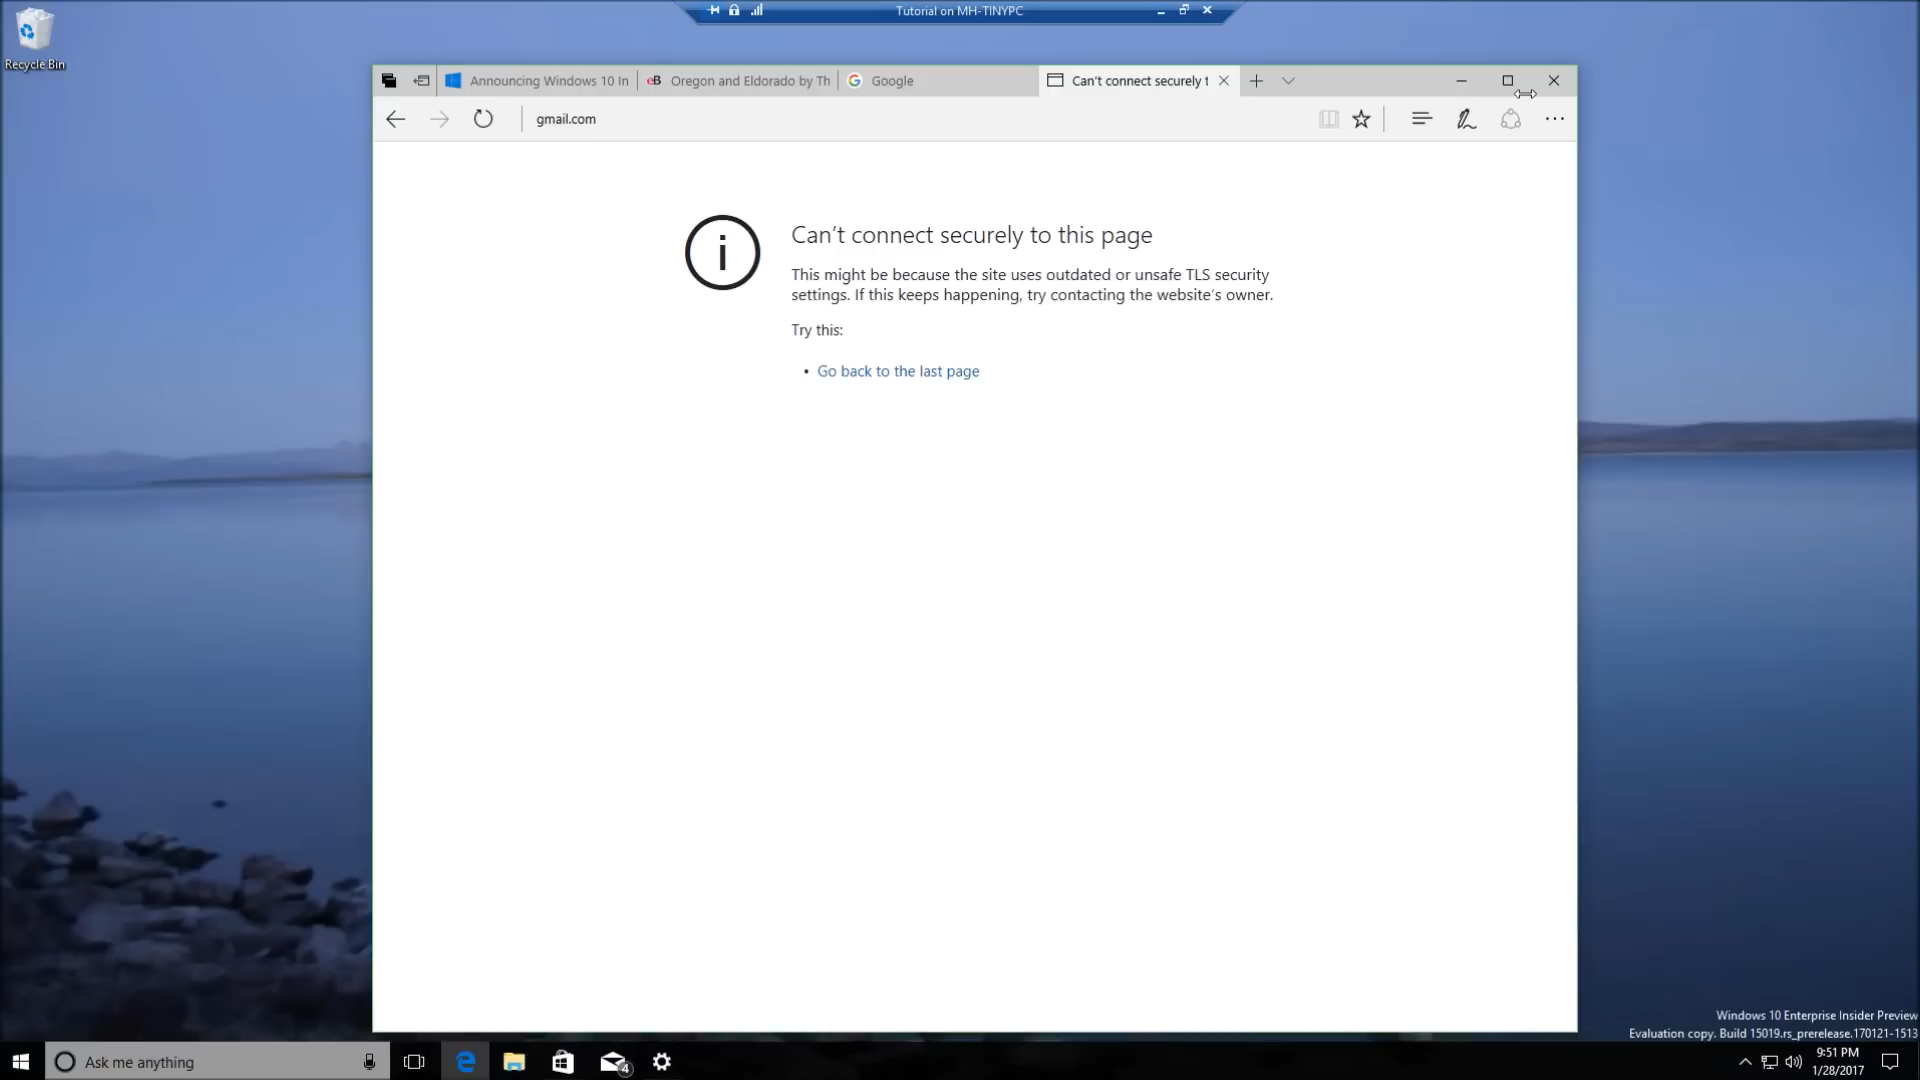 Tutorial on MH-TINYPC
Recycle Bin
Announcing Windows 10 In
eB Oregon and Eldorado by Th
G Google
Can't connect securely t
gmail.com
i
Can't connect securely to this page
This might be because the site uses outdated or unsafe TLS security
settings. If this keeps happening, try contacting the website's owner.
Try this:
• Go back to the last page
Windows 10 Enterprise Insider Preview
Evaluation copy. Build 15019.rs_prerelease.170121-1513
Ask me anything
4
9:51 PM
1/28/2017